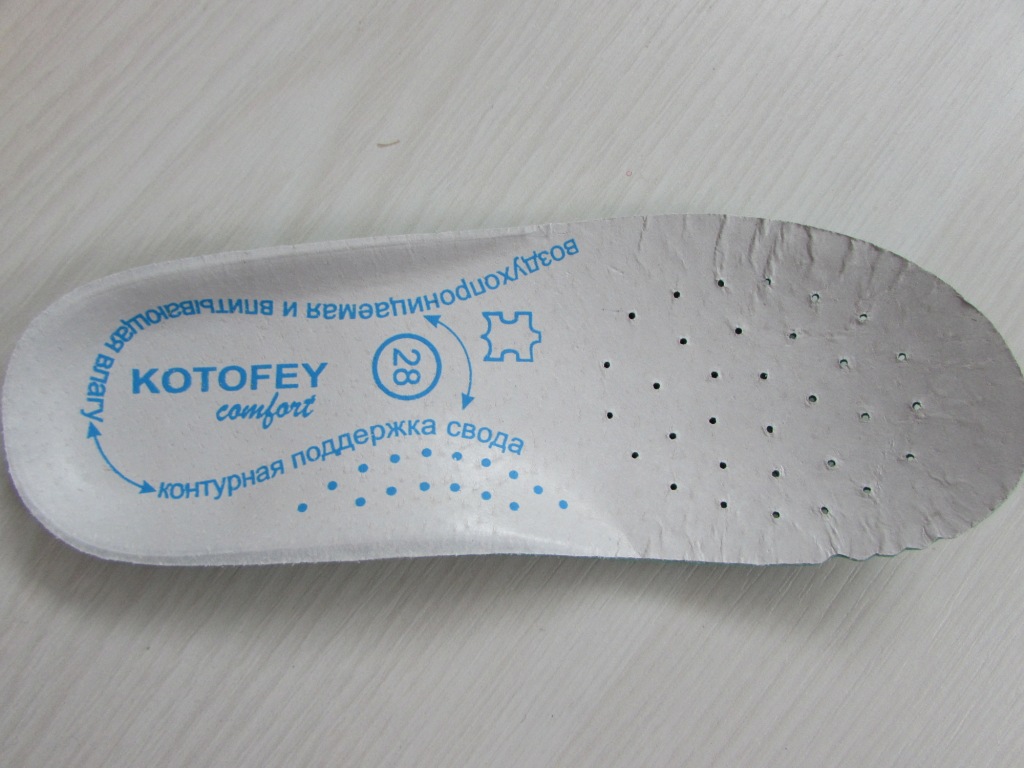 воздухопроницаемая и впитывающая влагу
KOTOFEY
comfort
28
контурная поддержка свода